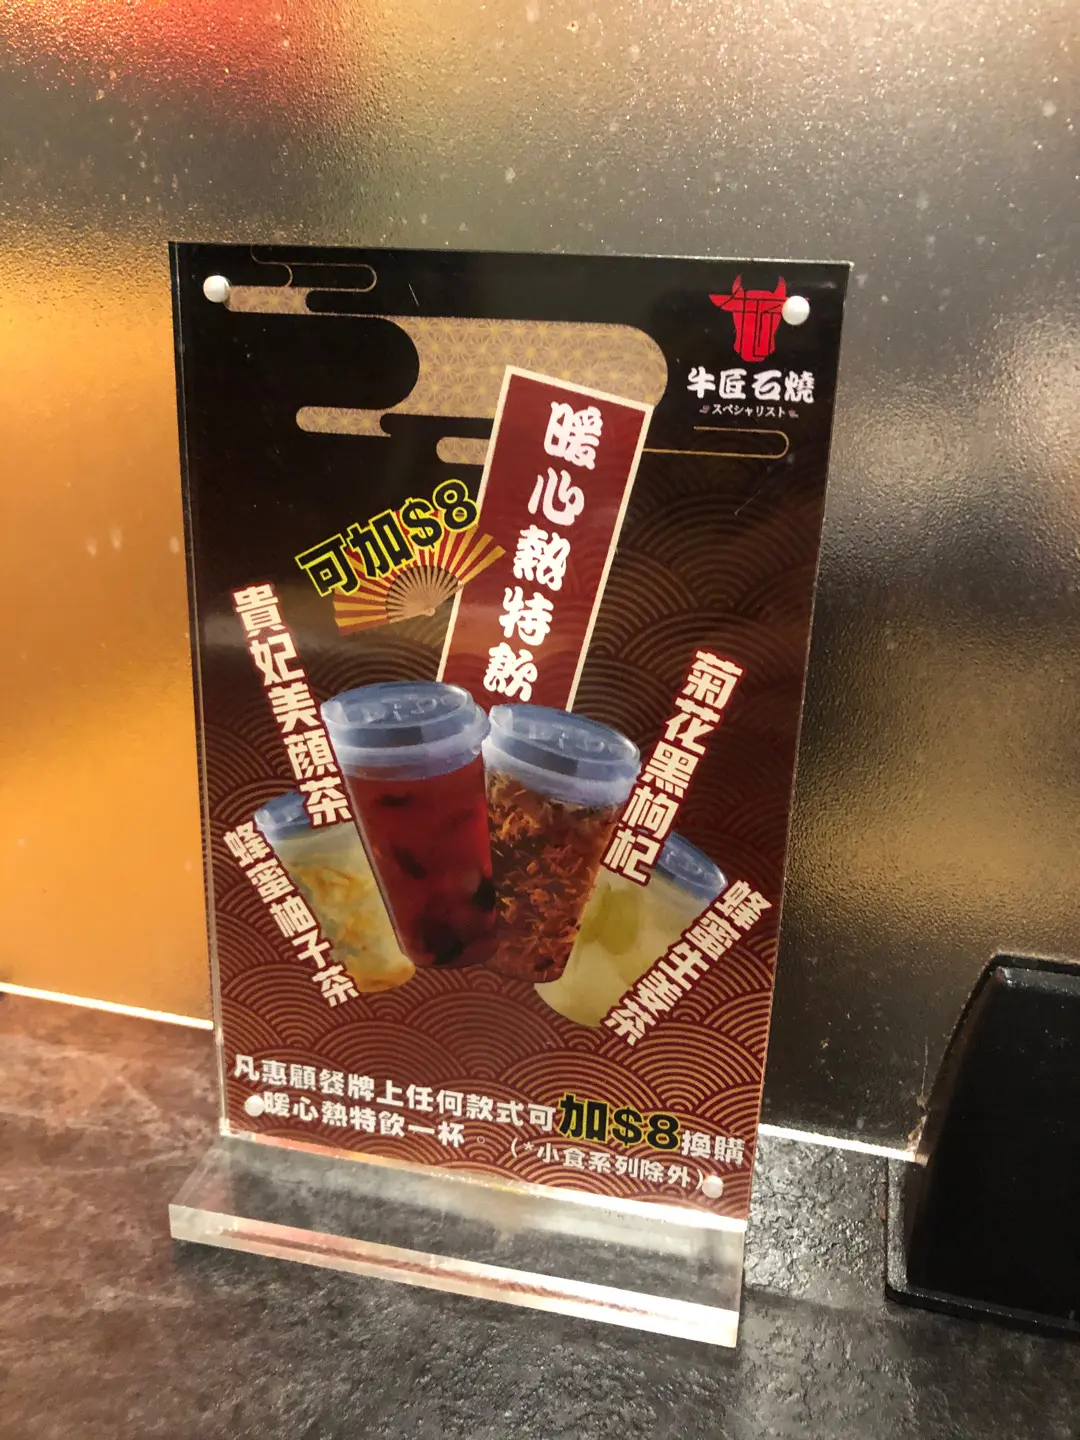 牛匠石燒
スペシャリスト
暖心熱特飲
可加$8
貴妃美顔茶
菊花黑枸杞
蜂蜜柚子茶
蜂蜜生姜茶
凡惠顧餐牌上任何款式可加$8換購
暖心熱特飲一杯。(*小食系列除外)